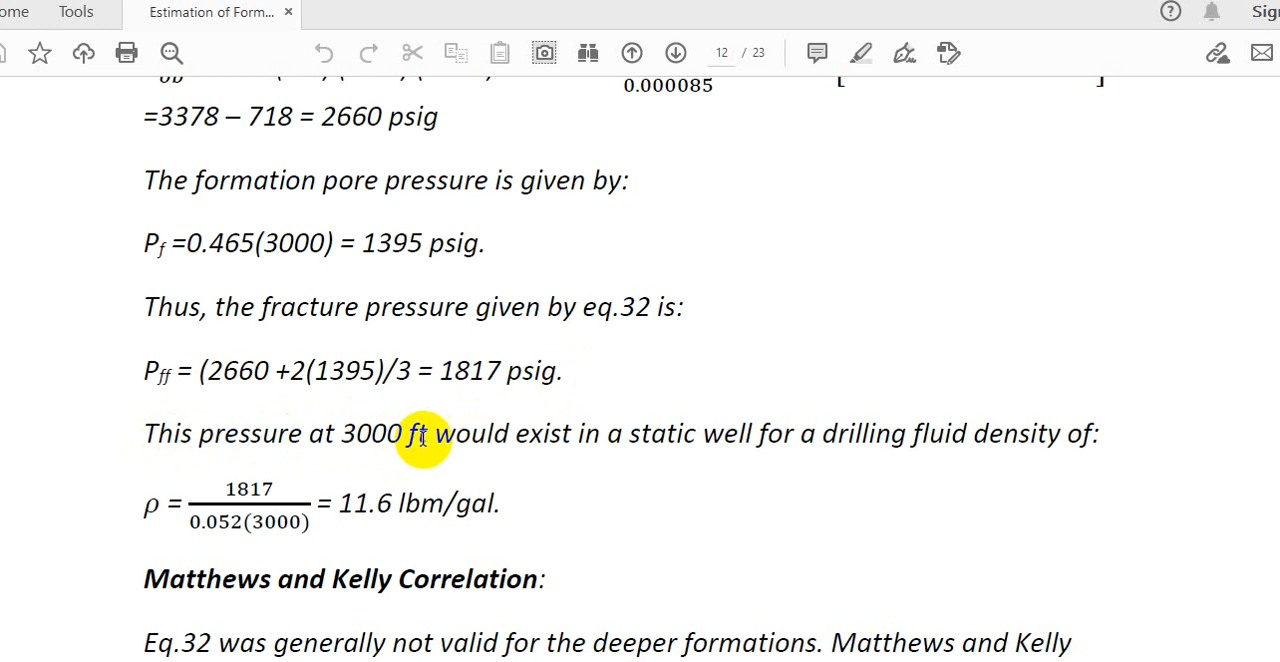 ome Tools Estimation of Form... × Sig
12 / 23
0.000085
=3378 – 718 = 2660 psig
The formation pore pressure is given by:
Pf =0.465(3000) = 1395 psig.
Thus, the fracture pressure given by eq.32 is:
Pff = (2660 +2(1395)/3 = 1817 psig.
This pressure at 3000 ft would exist in a static well for a drilling fluid density of:
ρ = 1817 / 0.052(3000) = 11.6 lbm/gal.
Matthews and Kelly Correlation:
Eq.32 was generally not valid for the deeper formations. Matthews and Kelly